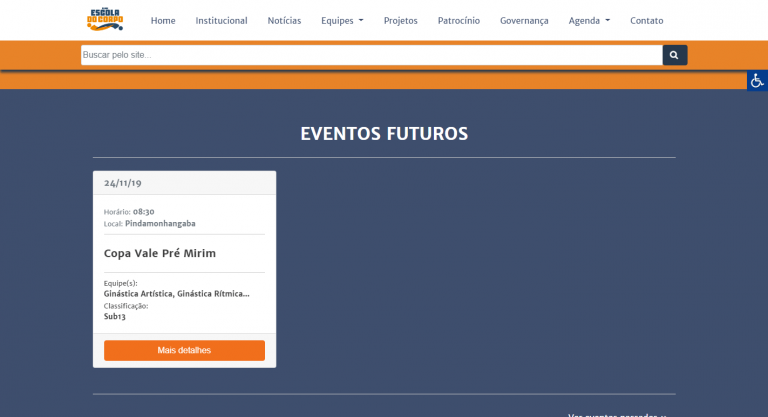 ESCOLA
DO CORPO
Home Institucional Notícias Equipes Projetos Patrocínio Governança Agenda Contato
Buscar pelo site...
EVENTOS FUTUROS
24/11/19
Horário: 08:30
Local: Pindamonhangaba
Copa Vale Pré Mirim
Equipe(s):
Ginástica Artística, Ginástica Rítmica...
Classificação:
Sub13
Mais detalhes
Ver eventos passados »